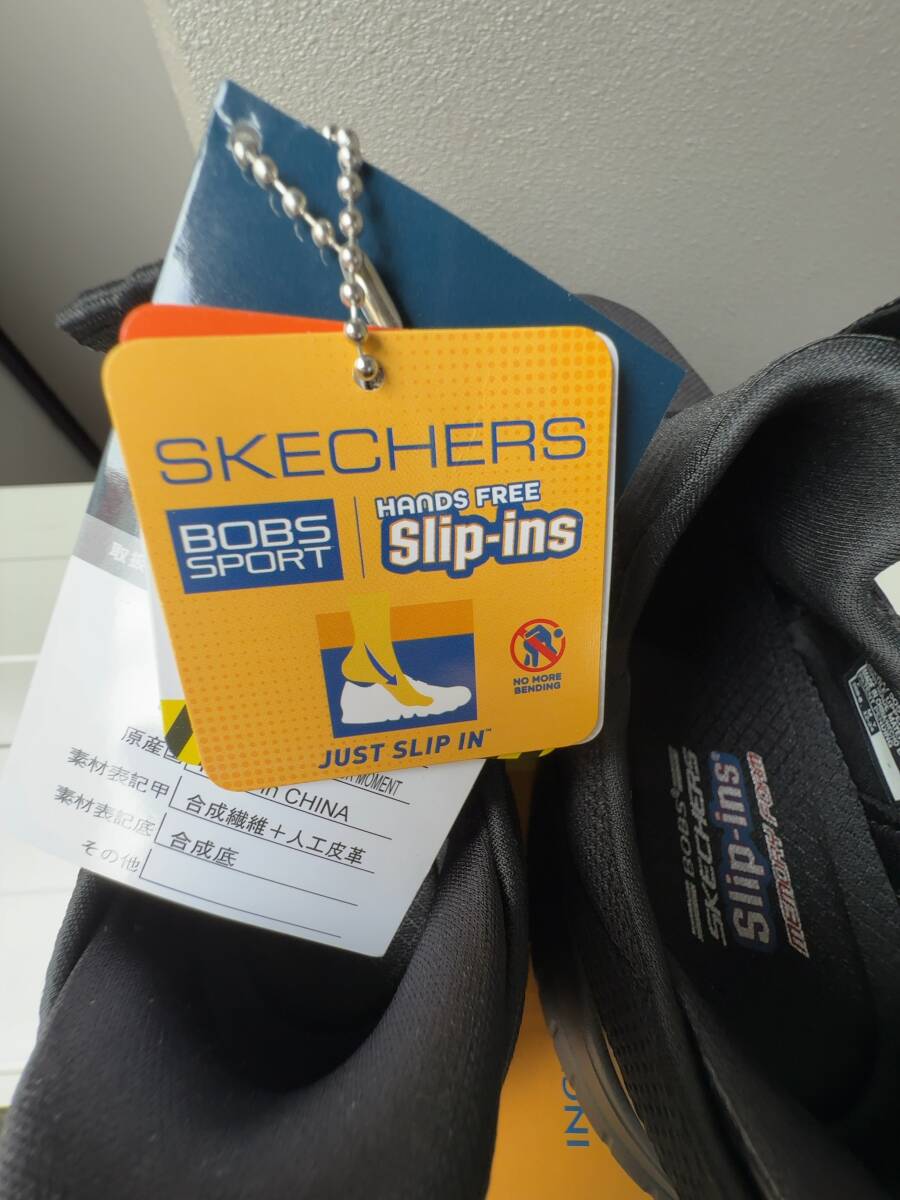 SKECHERS
BOBS
SPORT
HANDS FREE
Slip-ins
NO MORE
BENDING
JUST SLIP IN™
取扱
MOMENT
原産国
in CHINA
素材表記甲
合成繊維+人工皮革
素材表記底
合成底
その他
BOBS
SKECHERS
Slip-ins
MEMORY FOAM